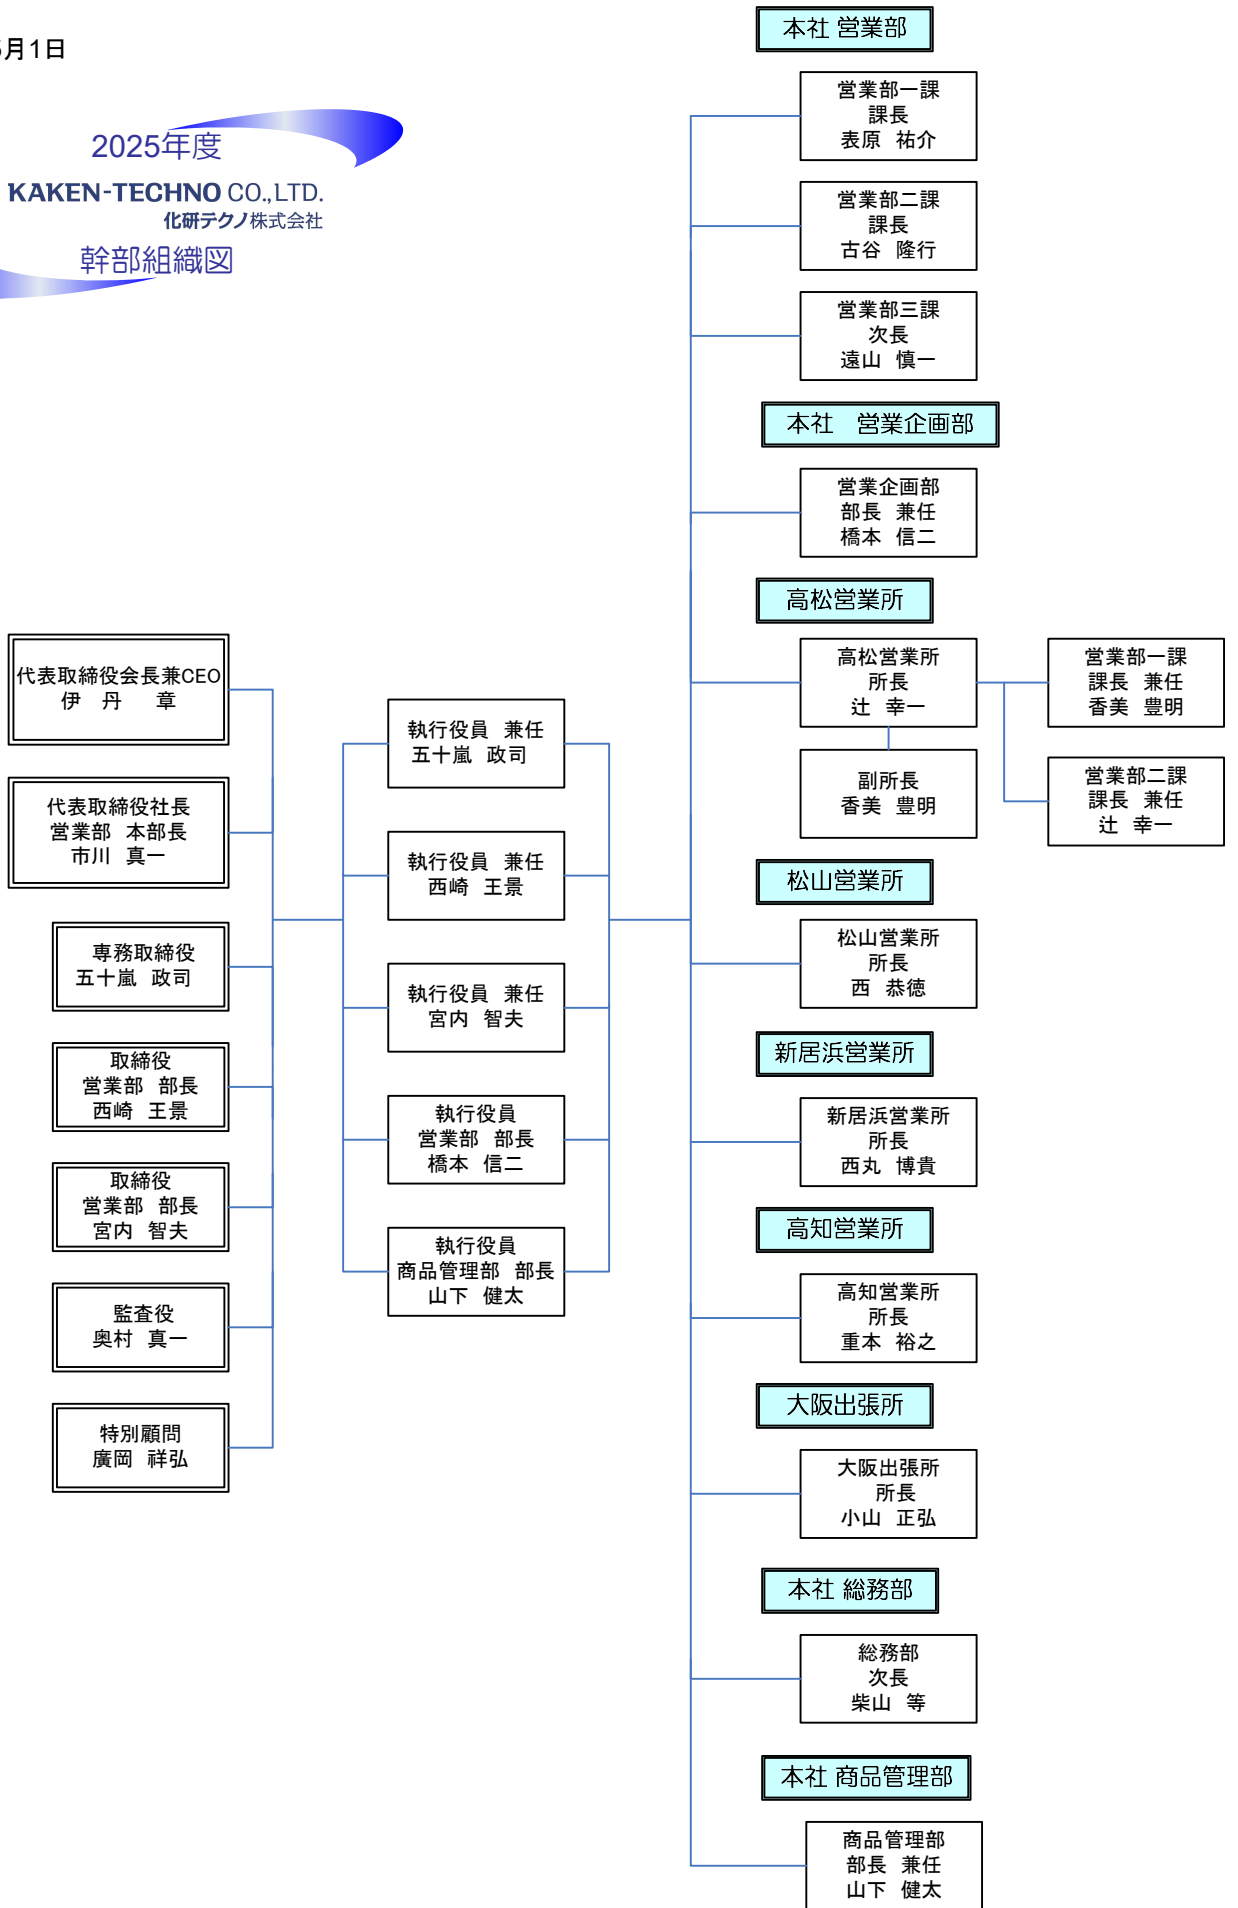 月1日
2025年度
KAKEN-TECHNO CO.,LTD.
化研テクノ株式会社
幹部組織図
代表取締役会長兼CEO
伊 丹 章
代表取締役社長
営業部 本部長
市川 真一
専務取締役
五十嵐 政司
取締役
営業部 部長
西崎 王景
取締役
営業部 部長
宮内 智夫
監査役
奥村 真一
特別顧問
廣岡 祥弘
執行役員 兼任
五十嵐 政司
執行役員 兼任
西崎 王景
執行役員 兼任
宮内 智夫
執行役員
営業部 部長
橋本 信二
執行役員
商品管理部 部長
山下 健太
本社 営業部
営業部一課
課長
表原 祐介
営業部二課
課長
古谷 隆行
営業部三課
次長
遠山 慎一
本社 営業企画部
営業企画部
部長 兼任
橋本 信二
高松営業所
高松営業所
所長
辻 幸一
副所長
香美 豊明
営業部一課
課長 兼任
香美 豊明
営業部二課
課長 兼任
辻 幸一
松山営業所
松山営業所
所長
西 恭徳
新居浜営業所
新居浜営業所
所長
西丸 博貴
高知営業所
高知営業所
所長
重本 裕之
大阪出張所
大阪出張所
所長
小山 正弘
本社 総務部
総務部
次長
柴山 等
本社 商品管理部
商品管理部
部長 兼任
山下 健太